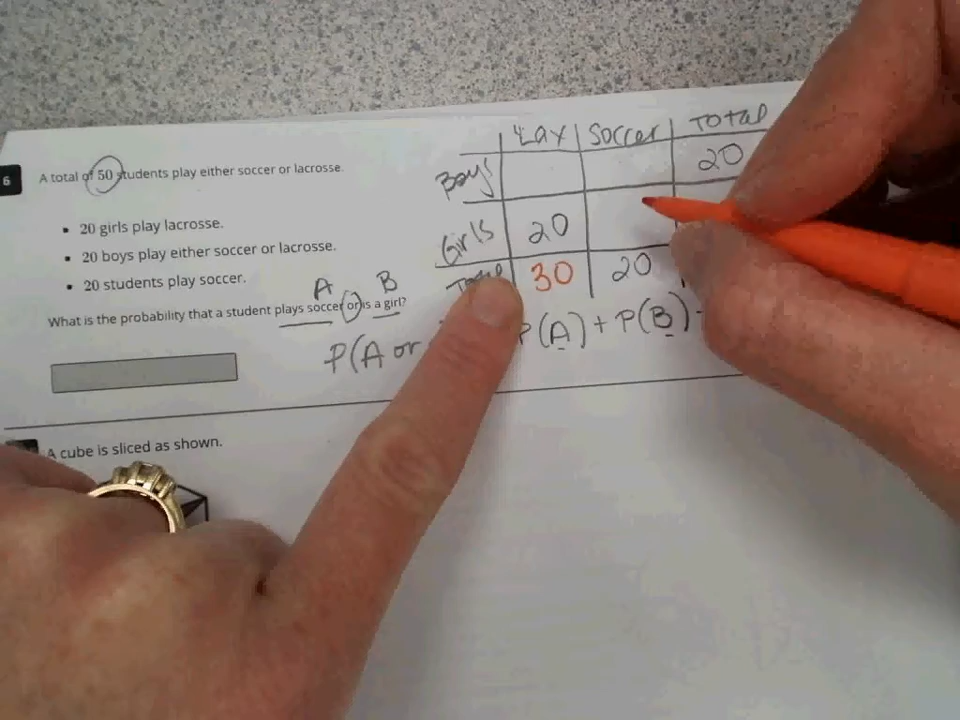 6
A total of 50 students play either soccer or lacrosse.
• 20 girls play lacrosse.
• 20 boys play either soccer or lacrosse.
• 20 students play soccer.
A B
What is the probability that a student plays soccer or is a girl?
Lax Soccer Total
Boys 20
Girls 20
Total 30 20
P(A or P(A) + P(B) -
A cube is sliced as shown.